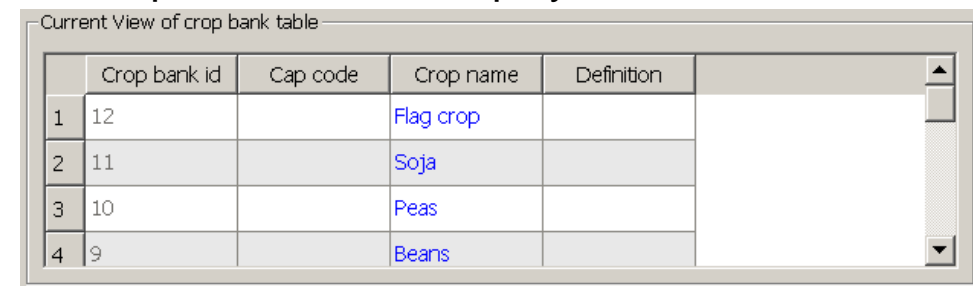 Current View of crop bank table
Crop bank id Cap code Crop name Definition
1 12 Flag crop
2 11 Soja
3 10 Peas
4 9 Beans